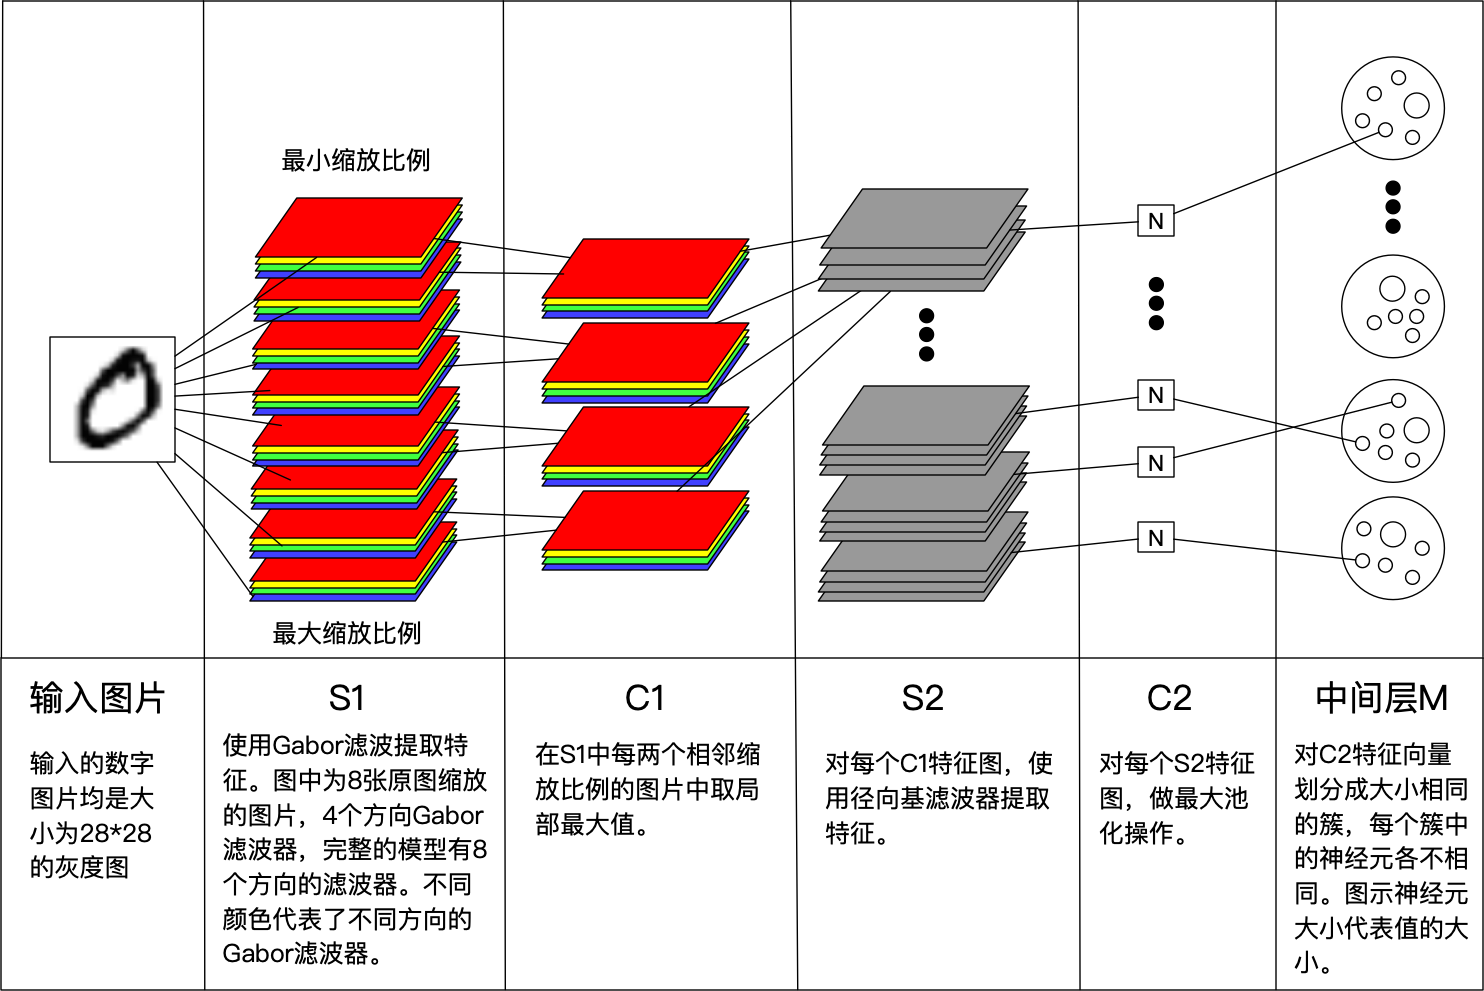 最小缩放比例
N
N
N
N
最大缩放比例
输入图片
输入的数字
图片均是大
小为28*28
的灰度图
S1
使用Gabor滤波提取特
征。图中为8张原图缩放
的图片，4个方向Gabor
滤波器，完整的模型有8
个方向的滤波器。不同
颜色代表了不同方向的
Gabor滤波器。
C1
在S1中每两个相邻缩
放比例的图片中取局
部最大值。
S2
对每个C1特征图，使
用径向基滤波器提取
特征。
C2
对每个S2特征
图，做最大池
化操作。
中间层M
对C2特征向量
划分成大小相同
的簇，每个簇中
的神经元各不相
同。图示神经元
大小代表值的大
小。